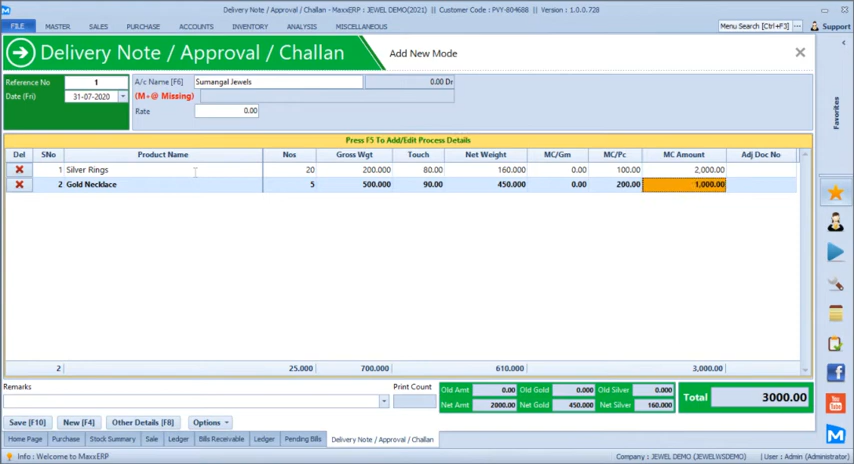 Delivery Note / Approval / Challan - MaxxERP : JEWEL DEMO(2021) || Customer Code : PVY-804688 || Version : 1.0.0.728
FILE MASTER SALES PURCHASE ACCOUNTS INVENTORY ANALYSIS MISCELLANEOUS Menu Search [Ctrl+F3] ... Support
Delivery Note / Approval / Challan Add New Mode
Reference No 1 A/c Name [F6] Sumangal Jewels 0.00 Dr
Date (Fri) 31-07-2020 (M+@ Missing)
Rate 0.00
Favorites
Press F5 To Add/Edit Process Details
Del SNo Product Name Nos Gross Wgt Touch Net Weight MC/Gm MC/Pc MC Amount Adj Doc No
1 Silver Rings 20 200.000 80.00 160.000 0.00 100.00 2,000.00
2 Gold Necklace 5 500.000 90.00 450.000 0.00 200.00 1,000.00
2 25.000 700.000 610.000 3,000.00
Remarks Print Count
Old Amt 0.00 Old Gold 0.000 Old Silver 0.000
Net Amt 2000.00 Net Gold 450.000 Net Silver 160.000
Total 3000.00
Save [F10] New [F4] Other Details [F8] Options
Home Page Purchase Stock Summary Sale Ledger Bills Receivable Ledger Pending Bills Delivery Note / Approval / Challan
Info : Welcome to MaxxERP Company : JEWEL DEMO (JEWELWSDEMO) User : Admin (Administrator)